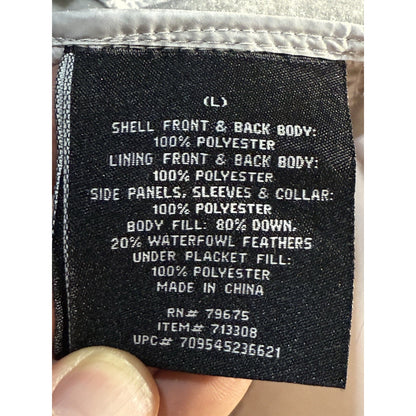 (L)
SHELL FRONT & BACK BODY:
100% POLYESTER
LINING FRONT & BACK BODY:
100% POLYESTER
SIDE PANELS, SLEEVES & COLLAR:
100% POLYESTER
BODY FILL: 80% DOWN,
20% WATERFOWL FEATHERS
UNDER PLACKET FILL:
100% POLYESTER
MADE IN CHINA
RN# 79675
ITEM# 713308
UPC# 709545236621